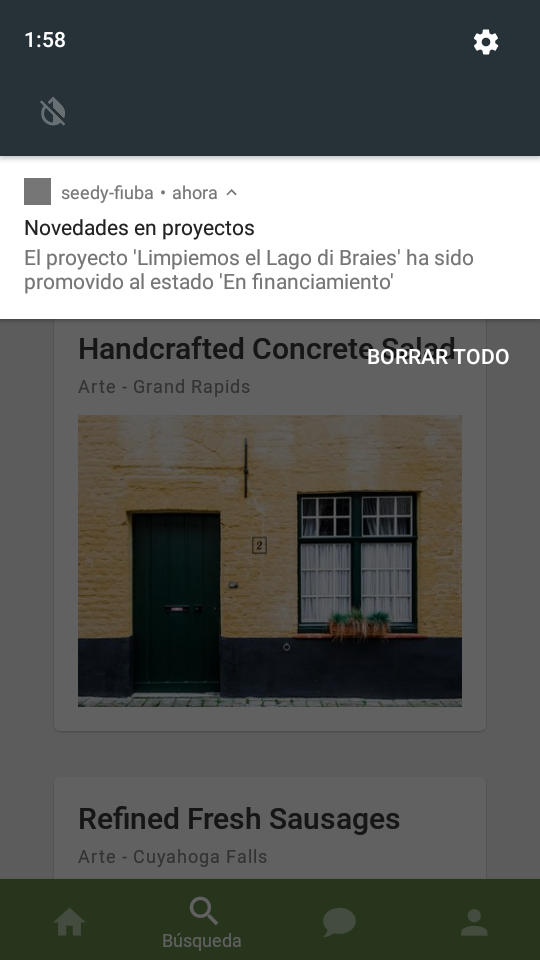 1:58
seedy-fiuba • ahora
Novedades en proyectos
El proyecto 'Limpiemos el Lago di Braies' ha sido
promovido al estado 'En financiamiento'
Handcrafted Concrete Salad
BORRAR TODO
Arte - Grand Rapids
2
Refined Fresh Sausages
Arte - Cuyahoga Falls
Búsqueda